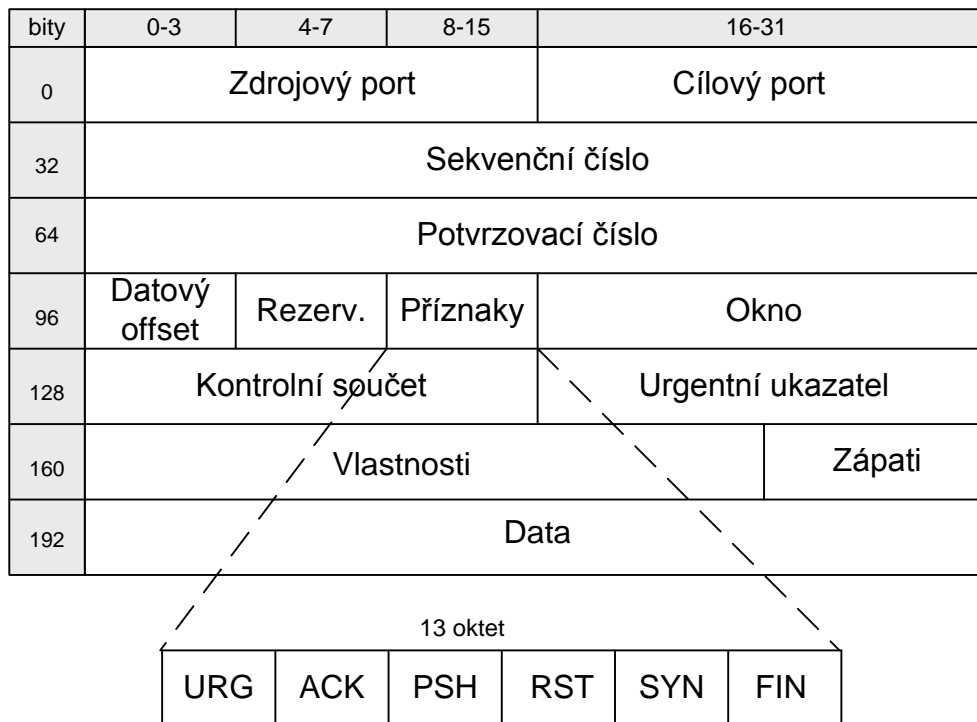 bity 0-3 4-7 8-15 16-31
0 Zdrojový port Cílový port
32 Sekvenční číslo
64 Potvrzovací číslo
96 Datový offset Rezerv. Příznaky Okno
128 Kontrolní součet Urgentní ukazatel
160 Vlastnosti Zápati
192 Data
13 oktet
URG ACK PSH RST SYN FIN